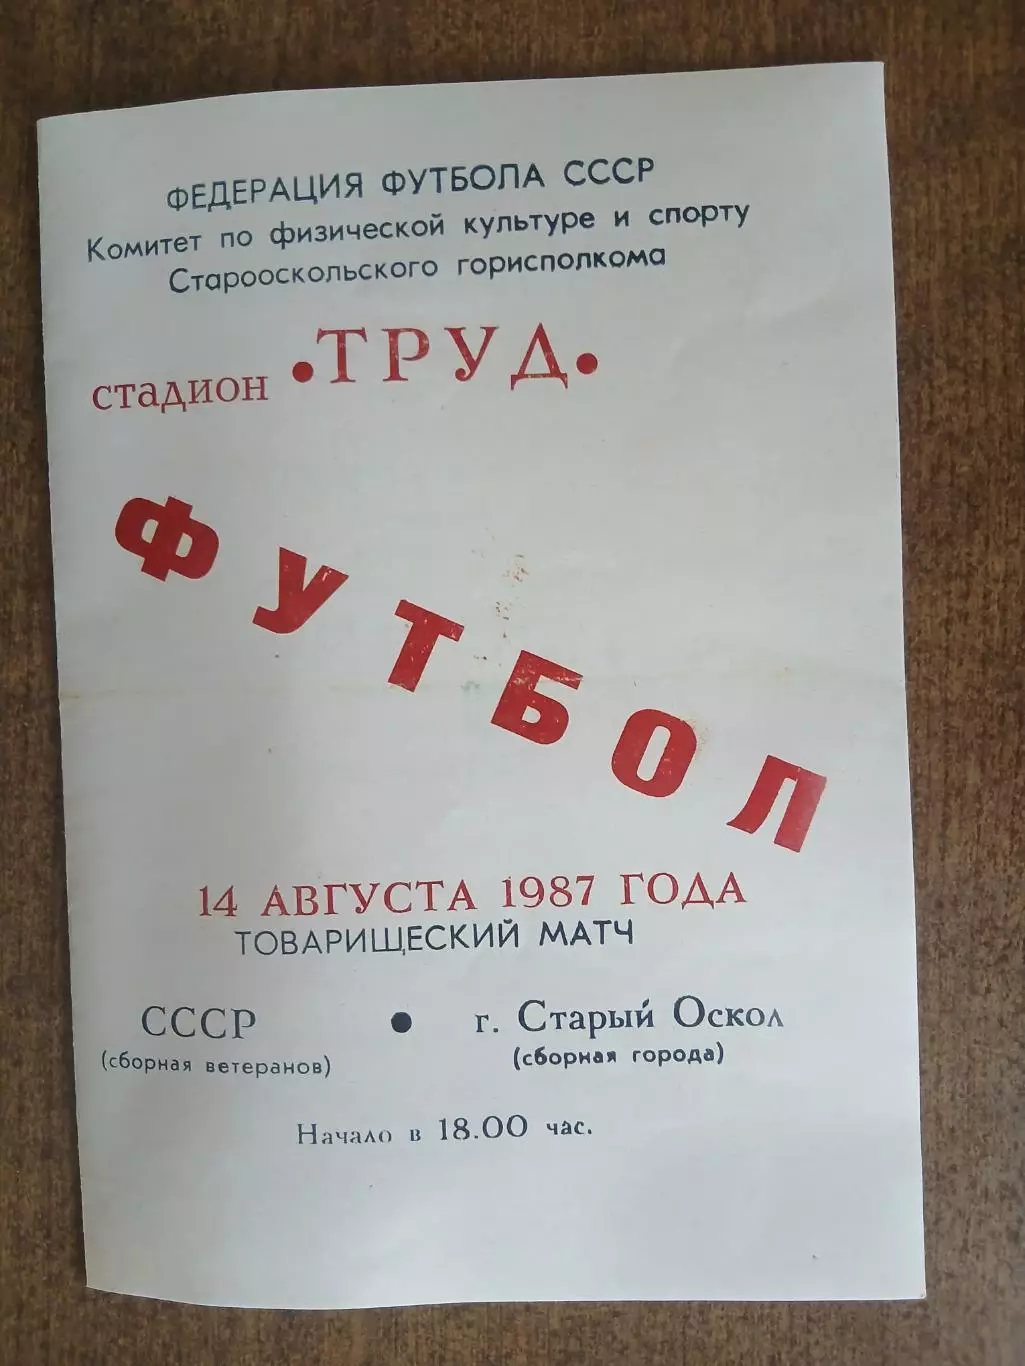 ФЕДЕРАЦИЯ ФУТБОЛА СССР
Комитет по физической культуре и спорту
Старооскольского горисполкома
стадион •ТРУД•
ФУТБОЛ
14 АВГУСТА 1987 ГОДА
ТОВАРИЩЕСКИЙ МАТЧ
СССР ● г. Старый Оскол
(сборная ветеранов) (сборная города)
Начало в 18.00 час.